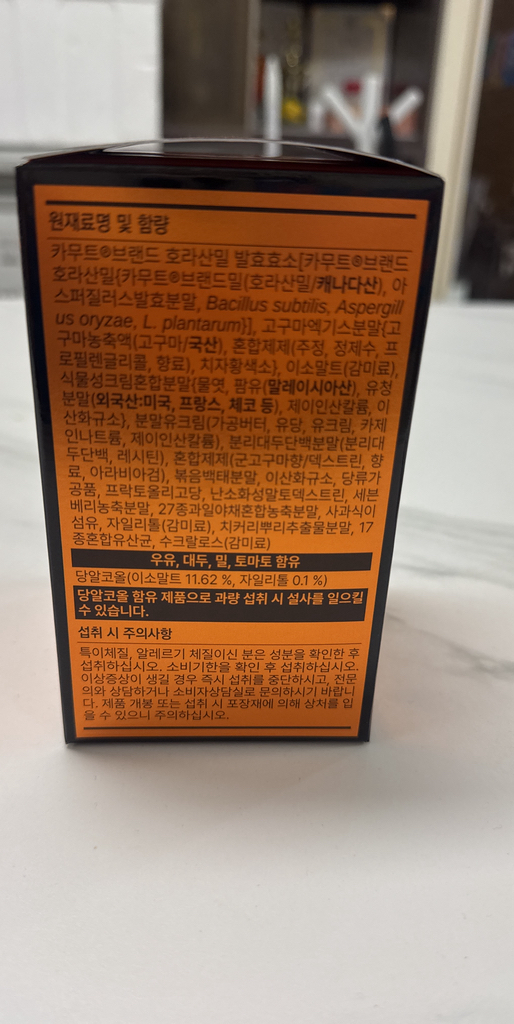 원재료명 및 함량
카무트®브랜드 호라산밀 발효효소[카무트®브랜드
호라산밀{카무트®브랜드밀(호라산밀/캐나다산), 아
스퍼질러스발효분말, Bacillus subtilis, Aspergill
us oryzae, L. plantarum}], 고구마엑기스분말{고
구마농축액(고구마/국산), 혼합제제(주정, 정제수, 프
로필렌글리콜, 향료), 치자황색소}, 이소말트(감미료),
식물성크림혼합분말(물엿, 팜유(말레이시아산), 유청
분말(외국산:미국, 프랑스, 체코 등), 제이인산칼륨, 이
산화규소}, 분말유크림(가공버터, 유당, 유크림, 카제
인나트륨, 제이인산칼륨), 분리대두단백분말(분리대
두단백, 레시틴), 혼합제제(군고구마향/덱스트린, 향
료, 아라비아검), 볶음백태분말, 이산화규소, 당류가
공품, 프락토올리고당, 난소화성말토덱스트린, 세븐
베리농축분말, 27종과일야채혼합농축분말, 사과식이
섬유, 자일리톨(감미료), 치커리뿌리추출물분말, 17
종혼합유산균, 수크랄로스(감미료)
우유, 대두, 밀, 토마토 함유
당알코올(이소말트 11.62 %, 자일리톨 0.1 %)
당알코올 함유 제품으로 과량 섭취 시 설사를 일으킬
수 있습니다.
섭취 시 주의사항
특이체질, 알레르기 체질이신 분은 성분을 확인한 후
섭취하십시오. 소비기한을 확인 후 섭취하십시오.
이상증상이 생길 경우 즉시 섭취를 중단하시고, 전문
의와 상담하거나 소비자상담실로 문의하시기 바랍니
다. 제품 개봉 또는 섭취 시 포장재에 의해 상처를 입
을 수 있으니 주의하십시오.